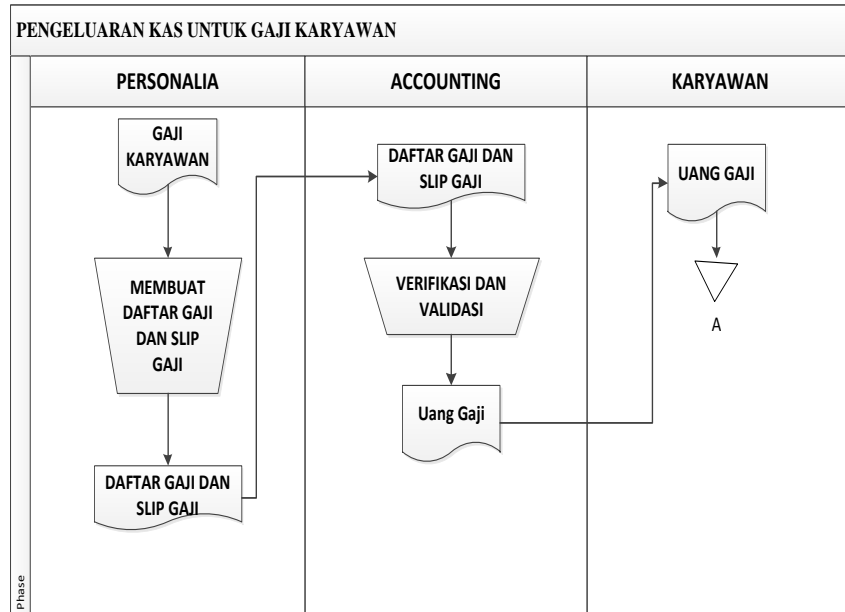 PENGELUARAN KAS UNTUK GAJI KARYAWAN
PERSONALIA
ACCOUNTING
KARYAWAN
GAJI
KARYAWAN
MEMBUAT
DAFTAR GAJI
DAN SLIP
GAJI
DAFTAR GAJI DAN
SLIP GAJI
DAFTAR GAJI DAN
SLIP GAJI
VERIFIKASI DAN
VALIDASI
Uang Gaji
UANG GAJI
A
Phase